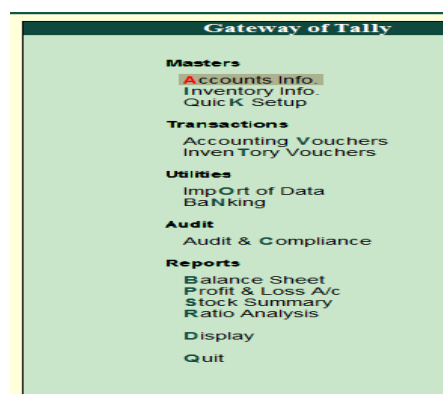 Gateway of Tally
Masters
Accounts Info.
Inventory Info.
QuicK Setup
Transactions
Accounting Vouchers
InvenTory Vouchers
Utilities
ImpOrt of Data
BaNking
Audit
Audit & Compliance
Reports
Balance Sheet
Profit & Loss A/c
Stock Summary
Ratio Analysis
Display
Quit